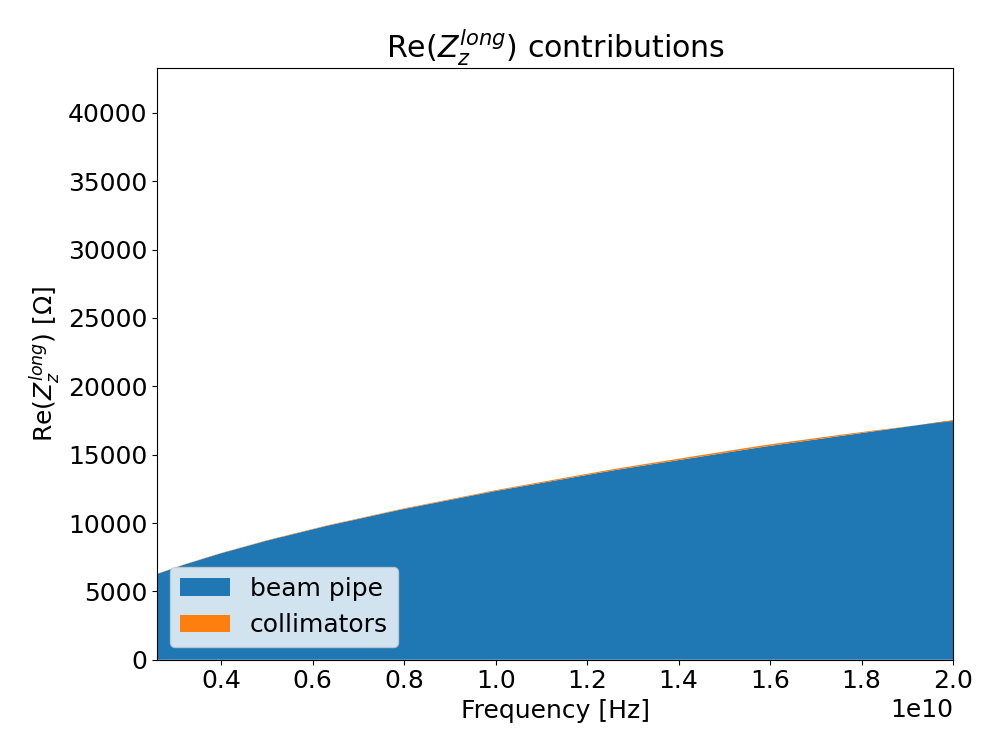 Re(Z_z^long) contributions
40000
35000
30000
25000
20000
15000
10000
5000
0
Re(Z_z^long) [Ω]
beam pipe
collimators
0.4 0.6 0.8 1.0 1.2 1.4 1.6 1.8 2.0
1e10
Frequency [Hz]